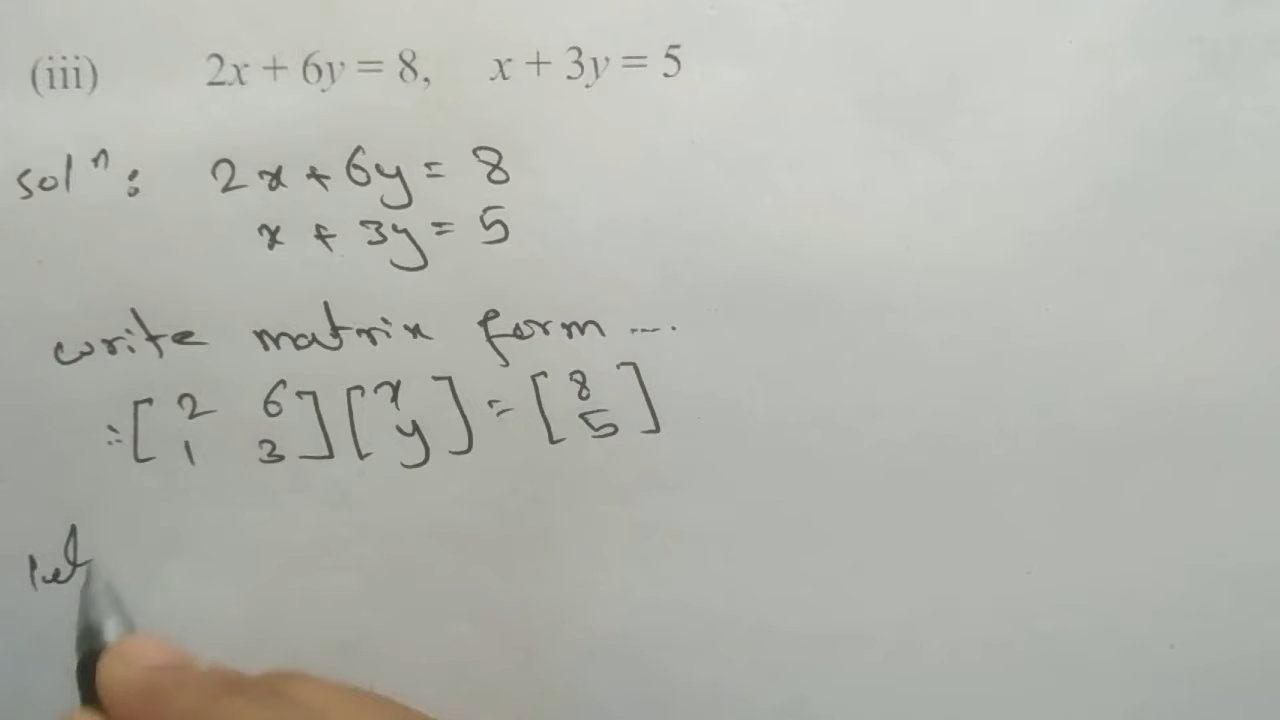 (iii) 2x + 6y = 8, x + 3y = 5
solⁿ: 2x + 6y = 8
x + 3y = 5
write matrix form ....
= [ 2 6 ] [ x ] = [ 8 ]
1 3 y 5
let